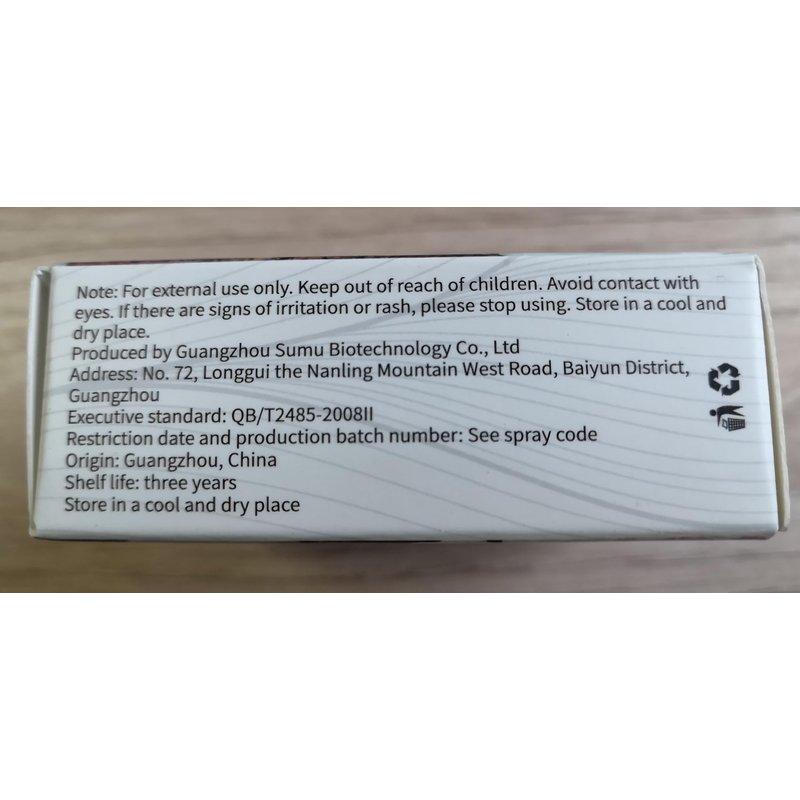 Note: For external use only. Keep out of reach of children. Avoid contact with
eyes. If there are signs of irritation or rash, please stop using. Store in a cool and
dry place.
Produced by Guangzhou Sumu Biotechnology Co., Ltd
Address: No. 72, Longgui the Nanling Mountain West Road, Baiyun District,
Guangzhou
Executive standard: QB/T2485-2008II
Restriction date and production batch number: See spray code
Origin: Guangzhou, China
Shelf life: three years
Store in a cool and dry place